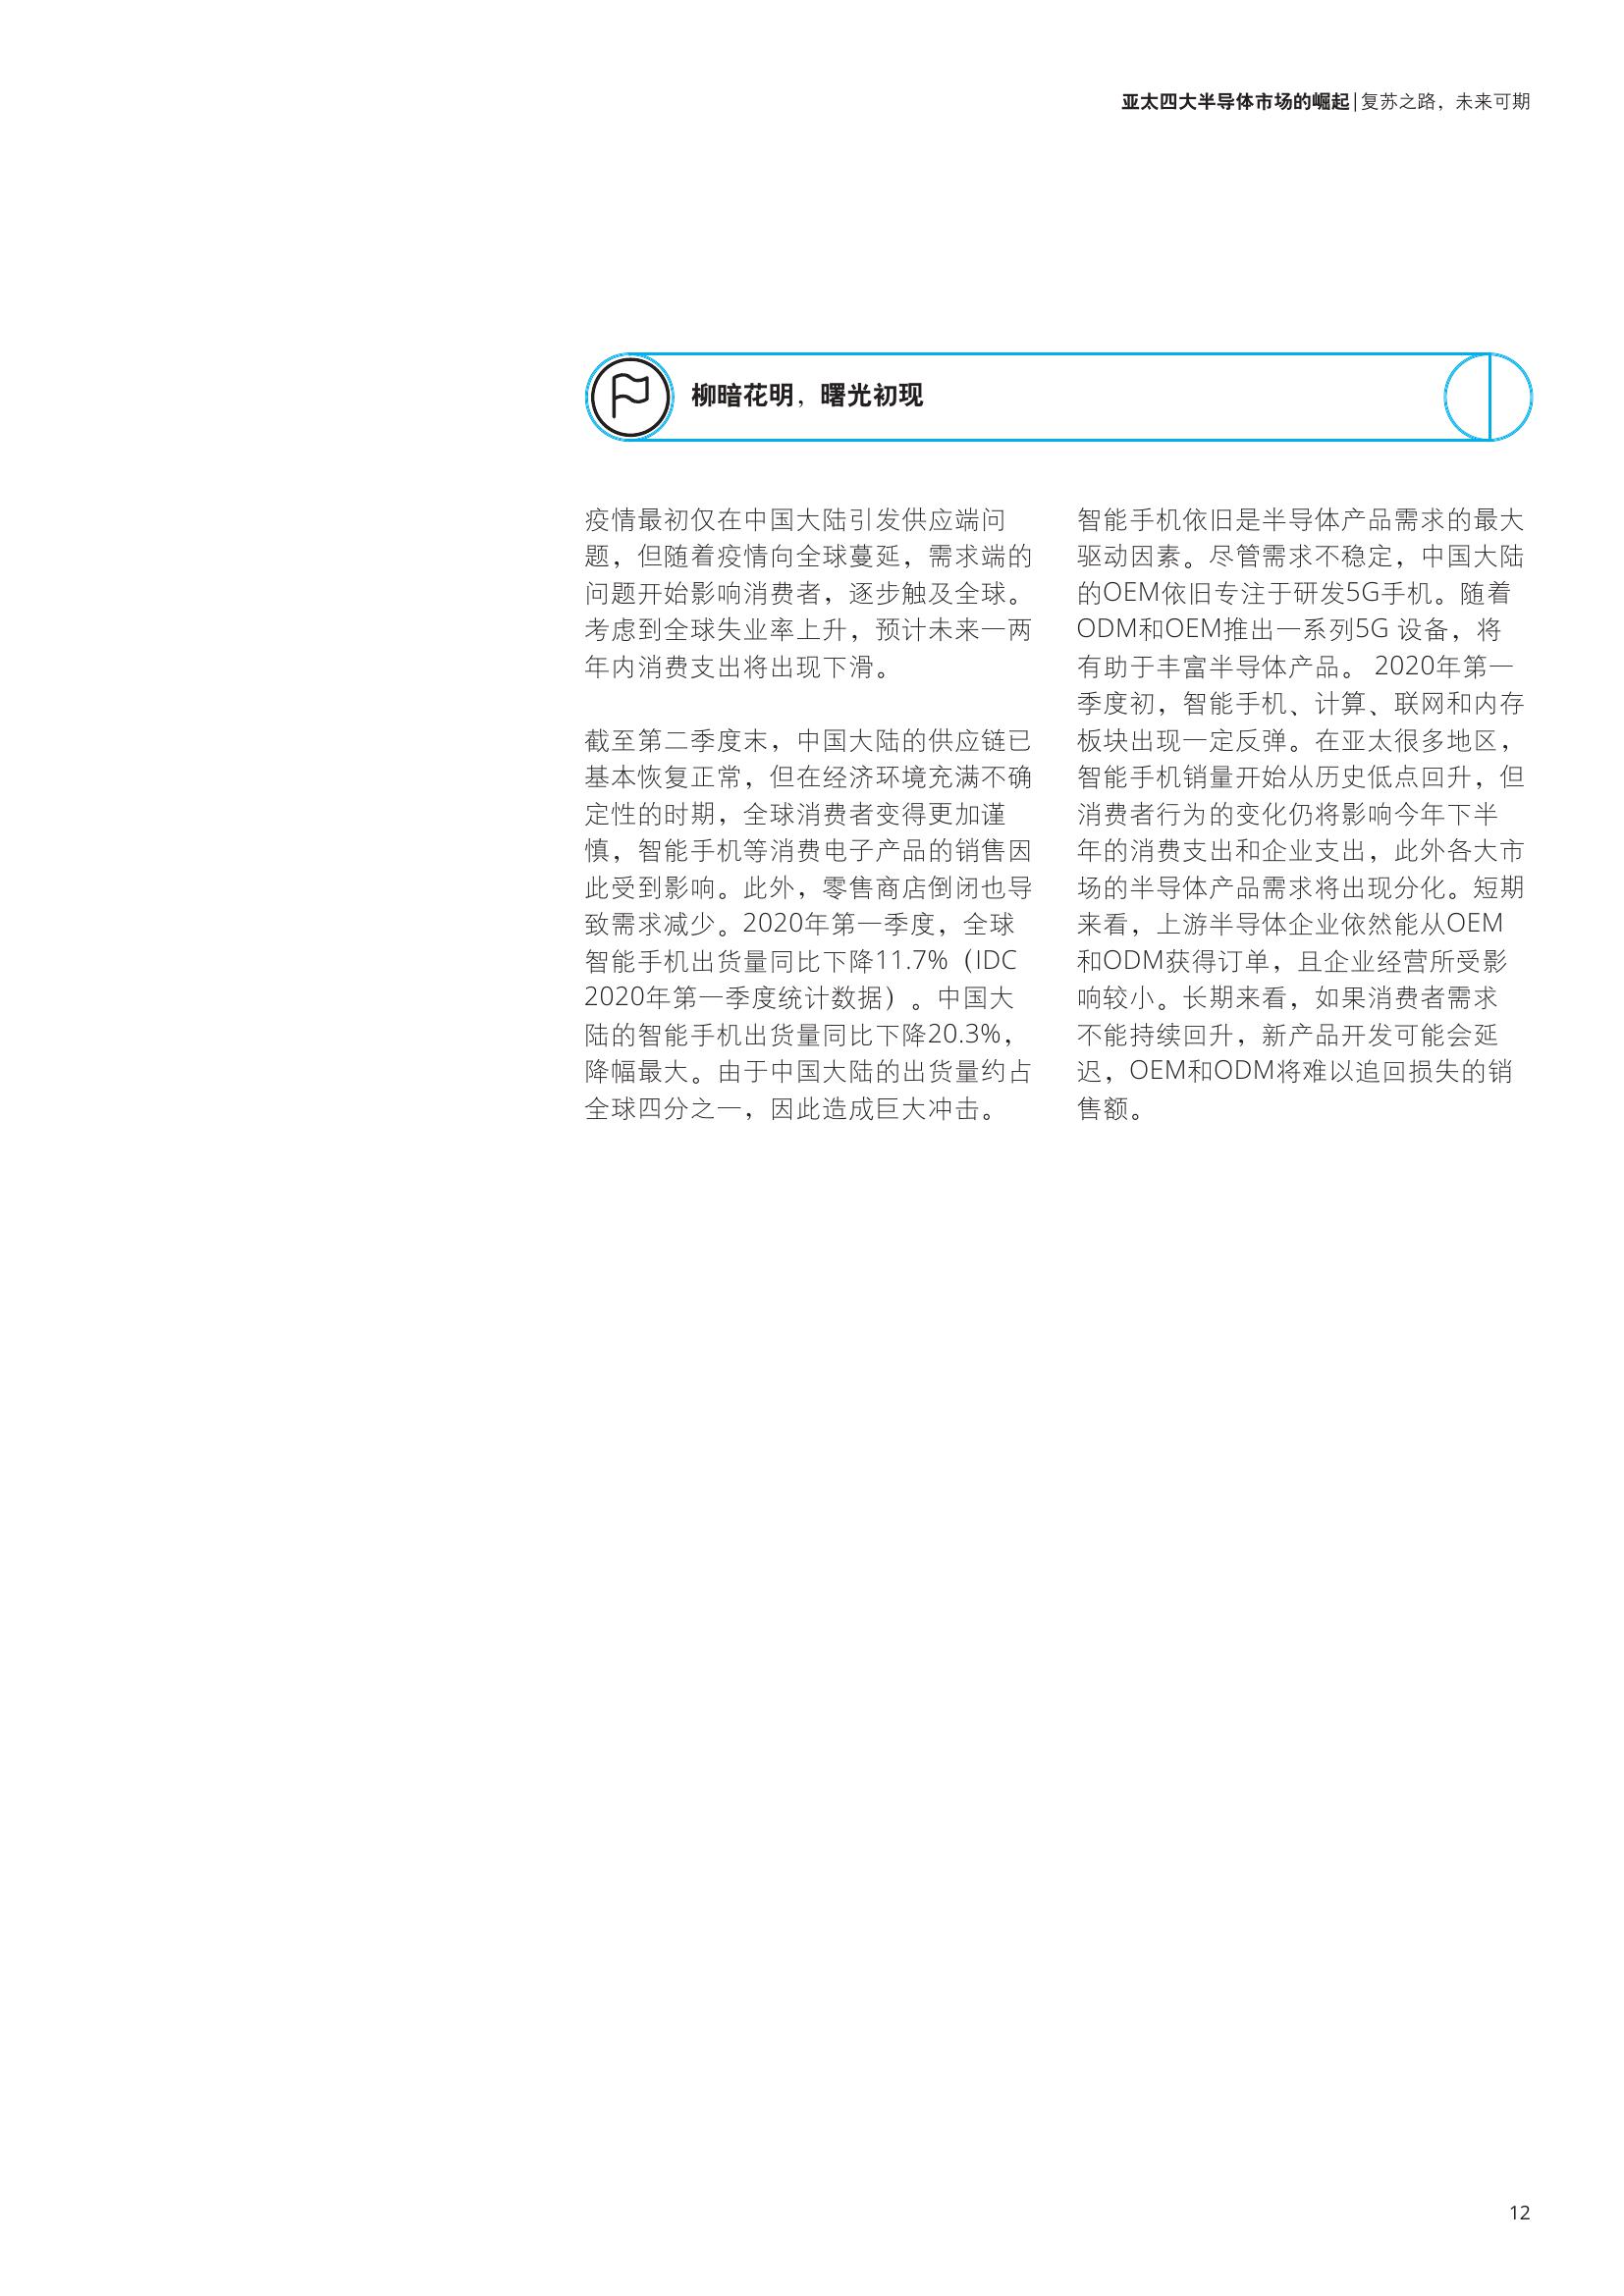 亚太四大半导体市场的崛起|复苏之路，未来可期
柳暗花明，曙光初现
疫情最初仅在中国大陆引发供应端问
题，但随着疫情向全球蔓延，需求端的
问题开始影响消费者，逐步触及全球。
考虑到全球失业率上升，预计未来一两
年内消费支出将出现下滑。
截至第二季度末，中国大陆的供应链已
基本恢复正常，但在经济环境充满不确
定性的时期，全球消费者变得更加谨
慎，智能手机等消费电子产品的销售因
此受到影响。此外，零售商店倒闭也导
致需求减少。2020年第一季度，全球
智能手机出货量同比下降11.7%（IDC
2020年第一季度统计数据）。中国大
陆的智能手机出货量同比下降20.3%，
降幅最大。由于中国大陆的出货量约占
全球四分之一，因此造成巨大冲击。
智能手机依旧是半导体产品需求的最大
驱动因素。尽管需求不稳定，中国大陆
的OEM依旧专注于研发5G手机。随着
ODM和OEM推出一系列5G 设备，将
有助于丰富半导体产品。 2020年第一
季度初，智能手机、计算、联网和内存
板块出现一定反弹。在亚太很多地区，
智能手机销量开始从历史低点回升，但
消费者行为的变化仍将影响今年下半
年的消费支出和企业支出，此外各大市
场的半导体产品需求将出现分化。短期
来看，上游半导体企业依然能从OEM
和ODM获得订单，且企业经营所受影
响较小。长期来看，如果消费者需求
不能持续回升，新产品开发可能会延
迟，OEM和ODM将难以追回损失的销
售额。
12